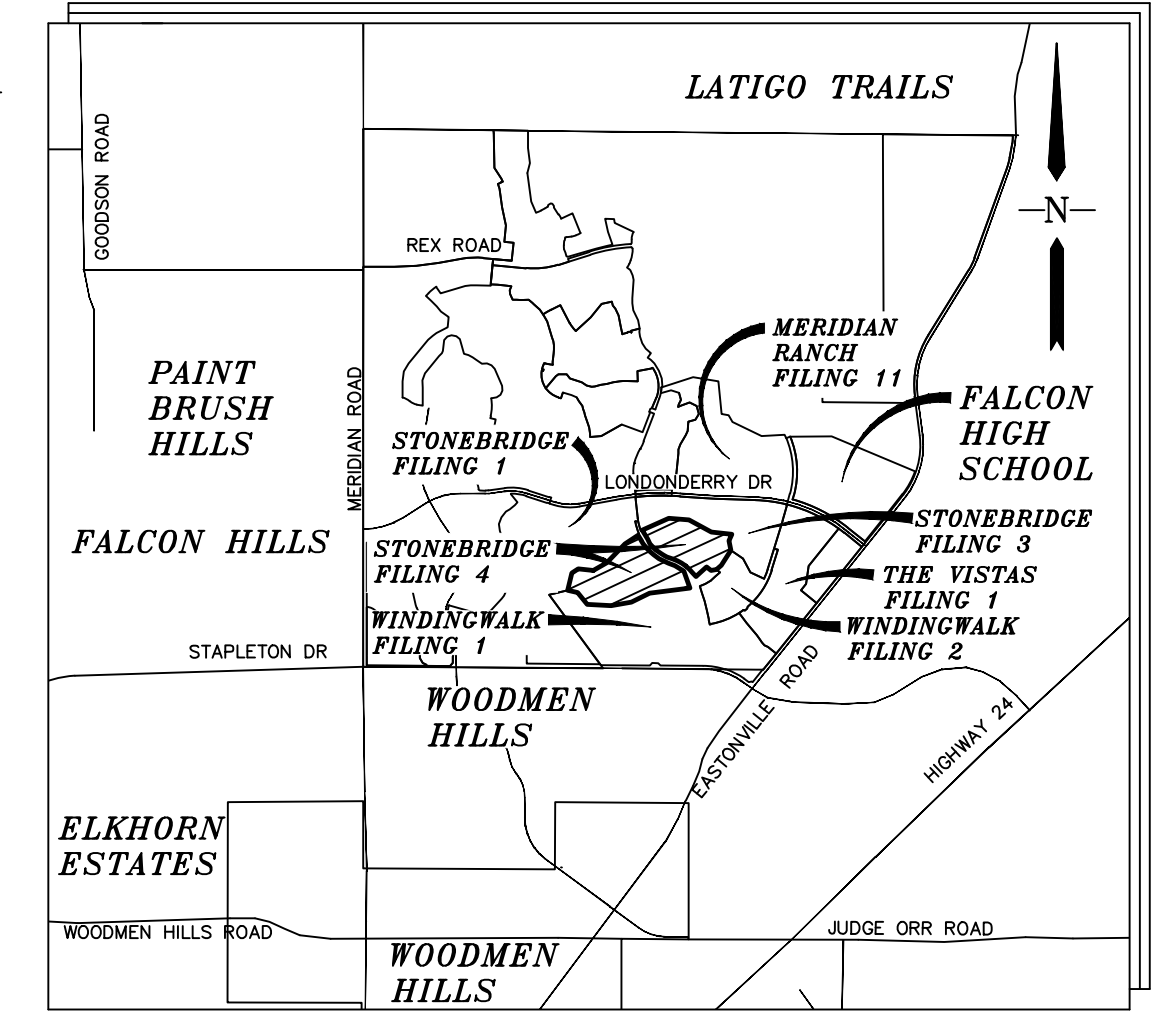 LATIGO TRAILS
GOODSON ROAD
N
REX ROAD
MERIDIAN
RANCH
FILING 11
PAINT
BRUSH
HILLS
MERIDIAN ROAD
FALCON
HIGH
SCHOOL
STONEBRIDGE
FILING 1
LONDONDERRY DR
STONEBRIDGE
FILING 3
FALCON HILLS
STONEBRIDGE
FILING 4
THE VISTAS
FILING 1
WINDINGWALK
FILING 1
WINDINGWALK
FILING 2
STAPLETON DR
WOODMEN
HILLS
EASTONVILLE ROAD
HIGHWAY 24
ELKHORN
ESTATES
WOODMEN HILLS ROAD
JUDGE ORR ROAD
WOODMEN
HILLS